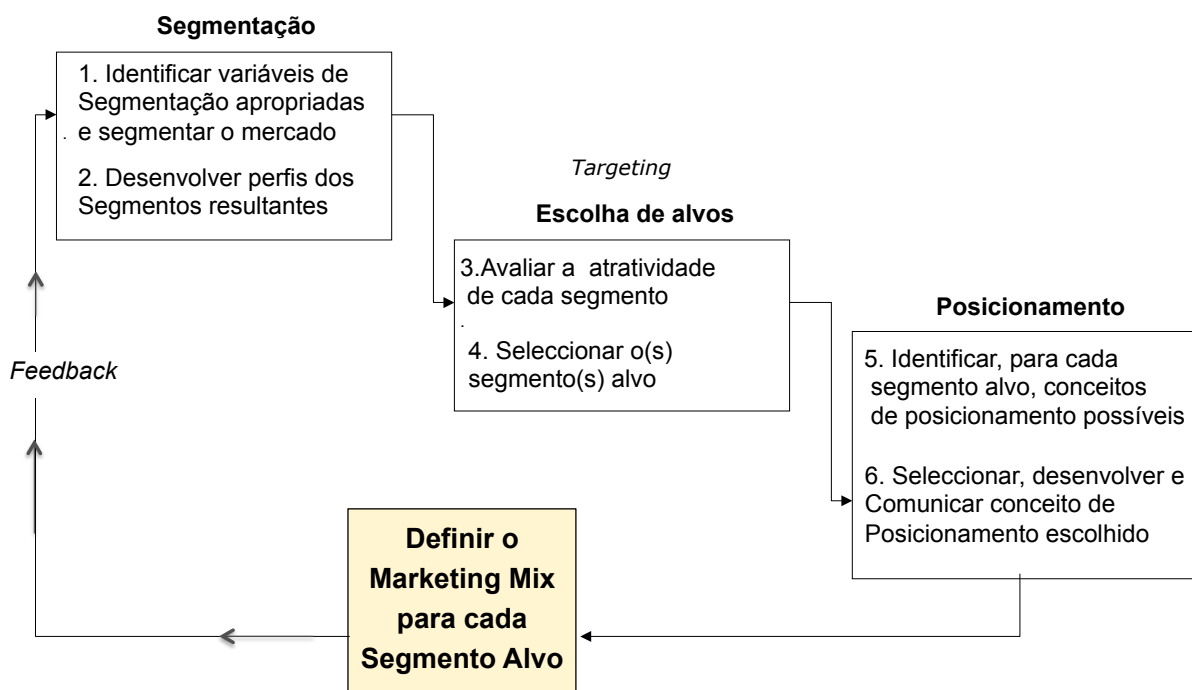 Segmentação
1. Identificar variáveis de
Segmentação apropriadas
. e segmentar o mercado
2. Desenvolver perfis dos
Segmentos resultantes
Targeting
Escolha de alvos
3.Avaliar a atratividade
de cada segmento
.
4. Seleccionar o(s)
segmento(s) alvo
Posicionamento
5. Identificar, para cada
segmento alvo, conceitos
de posicionamento possíveis
6. Seleccionar, desenvolver e
Comunicar conceito de
Posicionamento escolhido
Feedback
Definir o
Marketing Mix
para cada
Segmento Alvo